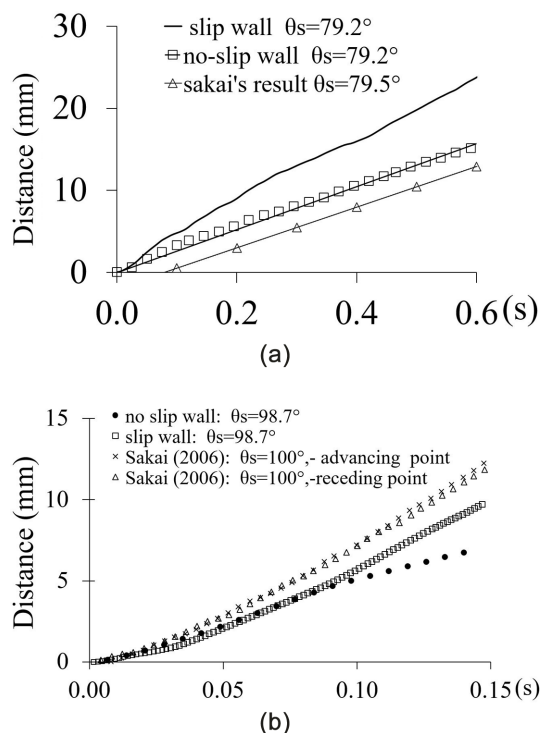 30
slip wall θs=79.2°
no-slip wall θs=79.2°
sakai's result θs=79.5°
20
10
0
Distance (mm)
0.0 0.2 0.4 0.6 (s)
(a)
15
no slip wall: θs=98.7°
slip wall: θs=98.7°
Sakai (2006): θs=100°,- advancing point
Sakai (2006): θs=100°,-receding point
10
5
0
Distance (mm)
0.00 0.05 0.10 0.15 (s)
(b)